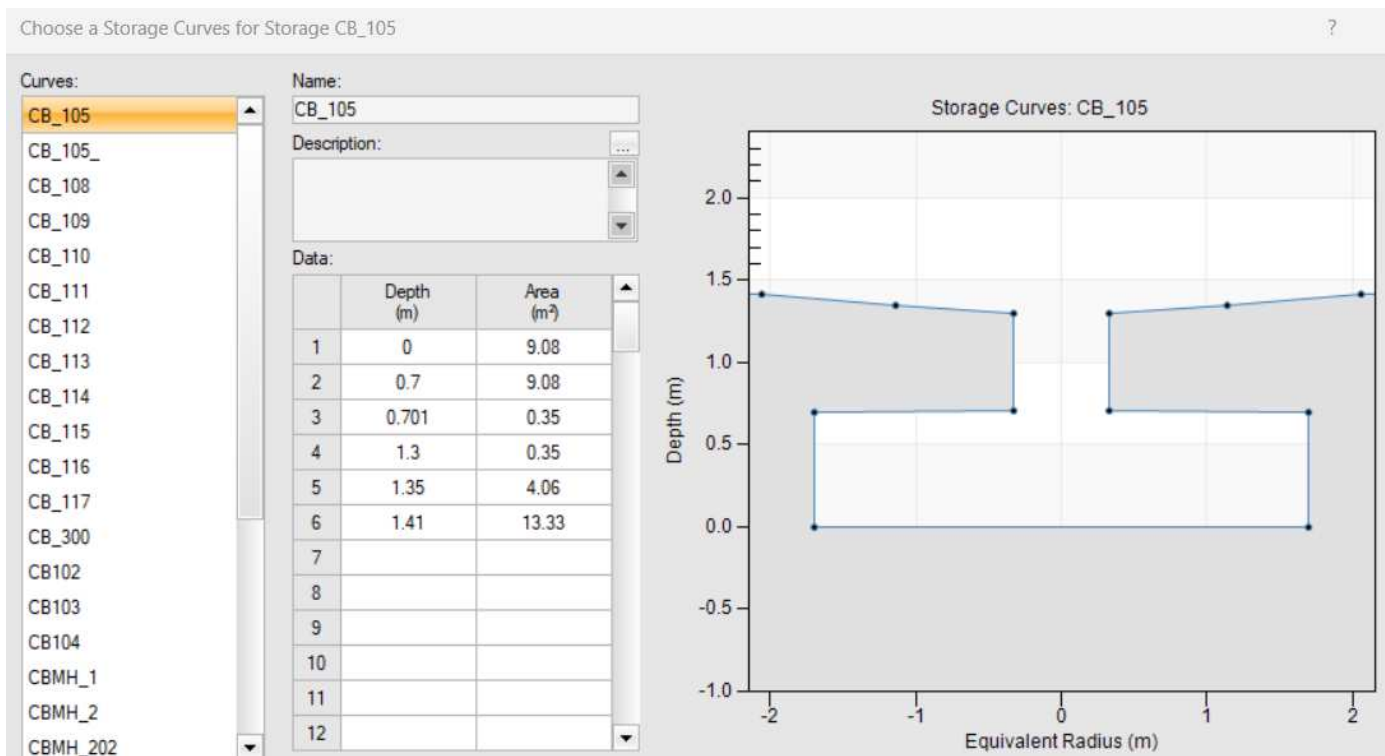 Choose a Storage Curves for Storage CB_105 ?
Curves:
CB_105
CB_105_
CB_108
CB_109
CB_110
CB_111
CB_112
CB_113
CB_114
CB_115
CB_116
CB_117
CB_300
CB102
CB103
CB104
CBMH_1
CBMH_2
CBMH_202
Name:
CB_105
Description:
...
Data:
Depth Area
(m) (m²)
1 0 9.08
2 0.7 9.08
3 0.701 0.35
4 1.3 0.35
5 1.35 4.06
6 1.41 13.33
7
8
9
10
11
12
Storage Curves: CB_105
Depth (m)
2.0
1.5
1.0
0.5
0.0
-0.5
-1.0
-2 -1 0 1 2
Equivalent Radius (m)